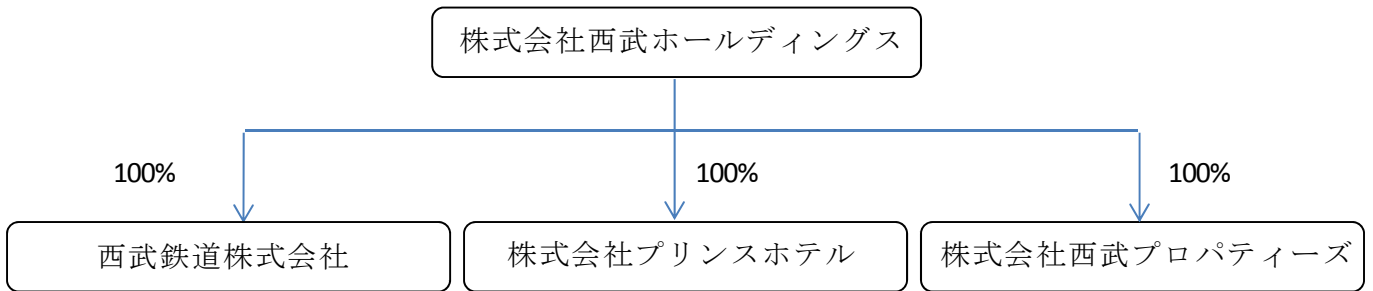 株式会社西武ホールディングス
100%
100%
100%
西武鉄道株式会社
株式会社プリンスホテル
株式会社西武プロパティーズ